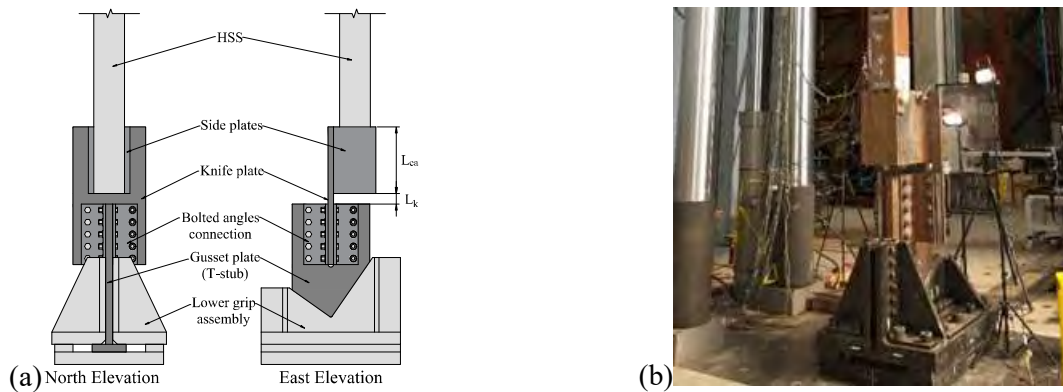 HSS
Side plates
L_ca
Knife plate
L_k
Bolted angles
connection
Gusset plate
(T-stub)
Lower grip
assembly
(a) North Elevation East Elevation (b)